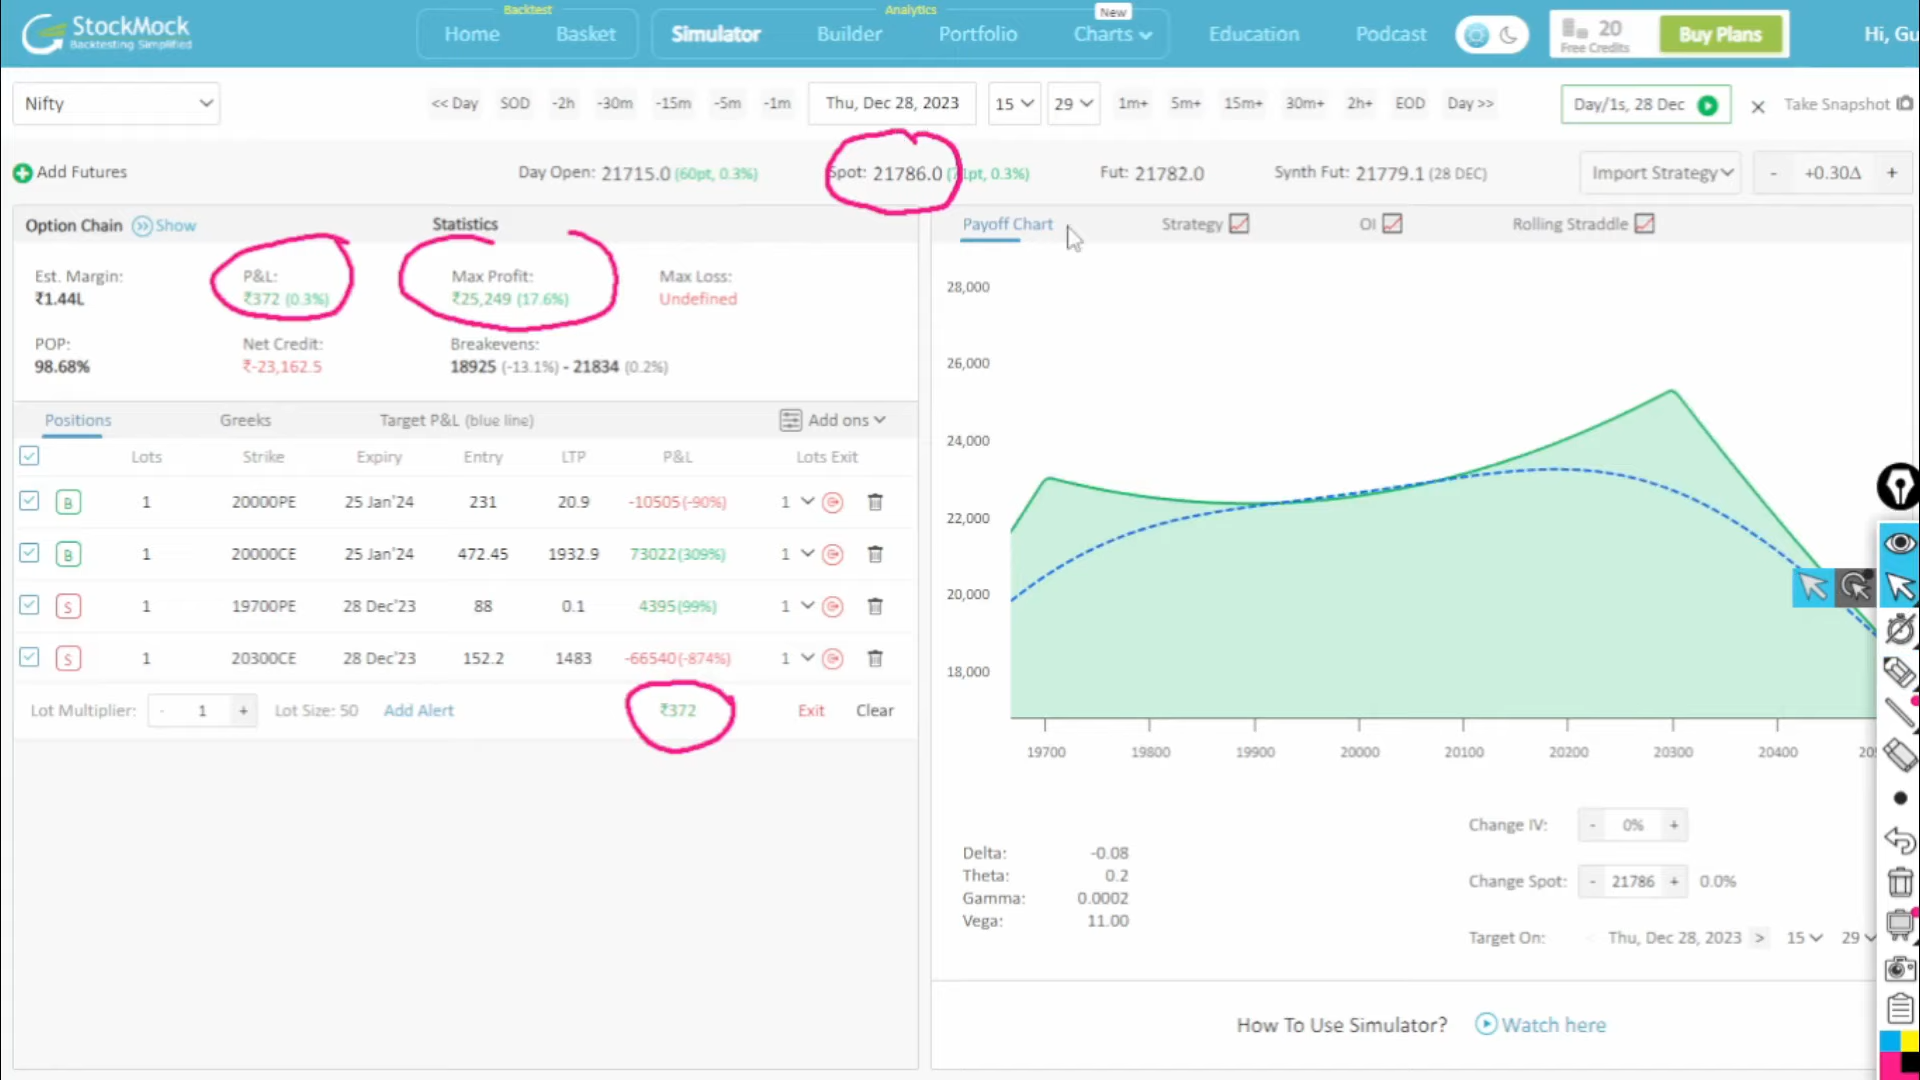 StockMock
Backtesting Simplified
Backtest
Home
Basket
Analytics
Simulator
Builder
Portfolio
Charts
New
Education
Podcast
20
Free Credits
Buy Plans
Hi, Gu
Nifty
<< Day
SOD
-2h
-30m
-15m
-5m
-1m
Thu, Dec 28, 2023
15
29
1m+
5m+
15m+
30m+
2h+
EOD
Day >>
Day/1s, 28 Dec
Take Snapshot
Add Futures
Day Open: 21715.0 (60pt, 0.3%)
Spot: 21786.0 (71pt, 0.3%)
Fut: 21782.0
Synth Fut: 21779.1 (28 DEC)
Import Strategy
- +0.30Δ +
Option Chain Show
Statistics
Est. Margin:
₹1.44L
P&L:
₹372 (0.3%)
Max Profit:
₹25,249 (17.6%)
Max Loss:
Undefined
POP:
98.68%
Net Credit:
₹-23,162.5
Breakevens:
18925 (-13.1%) - 21834 (0.2%)
Positions
Greeks
Target P&L (blue line)
Add ons
Lots Strike Expiry Entry LTP P&L Lots Exit
B 1 20000PE 25 Jan'24 231 20.9 -10505(-90%) 1
B 1 20000CE 25 Jan'24 472.45 1932.9 73022(309%) 1
S 1 19700PE 28 Dec'23 88 0.1 4395(99%) 1
S 1 20300CE 28 Dec'23 152.2 1483 -66540(-874%) 1
Lot Multiplier: - 1 + Lot Size: 50 Add Alert ₹372 Exit Clear
Payoff Chart
Strategy
OI
Rolling Straddle
28,000
26,000
24,000
22,000
20,000
18,000
19700 19800 19900 20000 20100 20200 20300 20400
Delta: -0.08
Theta: 0.2
Gamma: 0.0002
Vega: 11.00
Change IV: - 0% +
Change Spot: - 21786 + 0.0%
Target On: < Thu, Dec 28, 2023 > 15 29
How To Use Simulator? Watch here